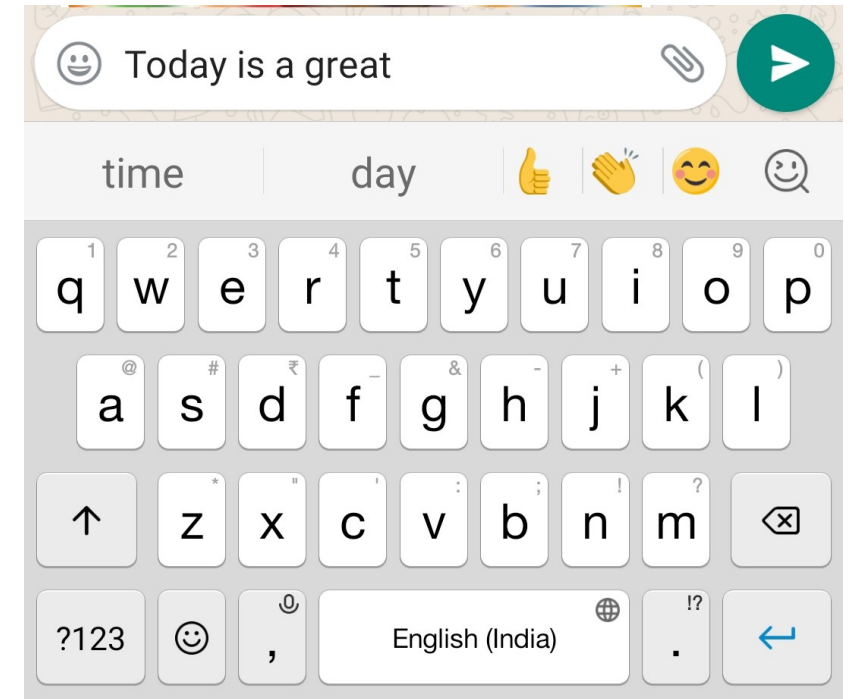 Today is a great
time day
1 2 3 4 5 6 7 8 9 0
q w e r t y u i o p
@ # ₹ _ & - + ( )
a s d f g h j k l
* " ' : ; ! ?
z x c v b n m
!?
?123 , English (India) .